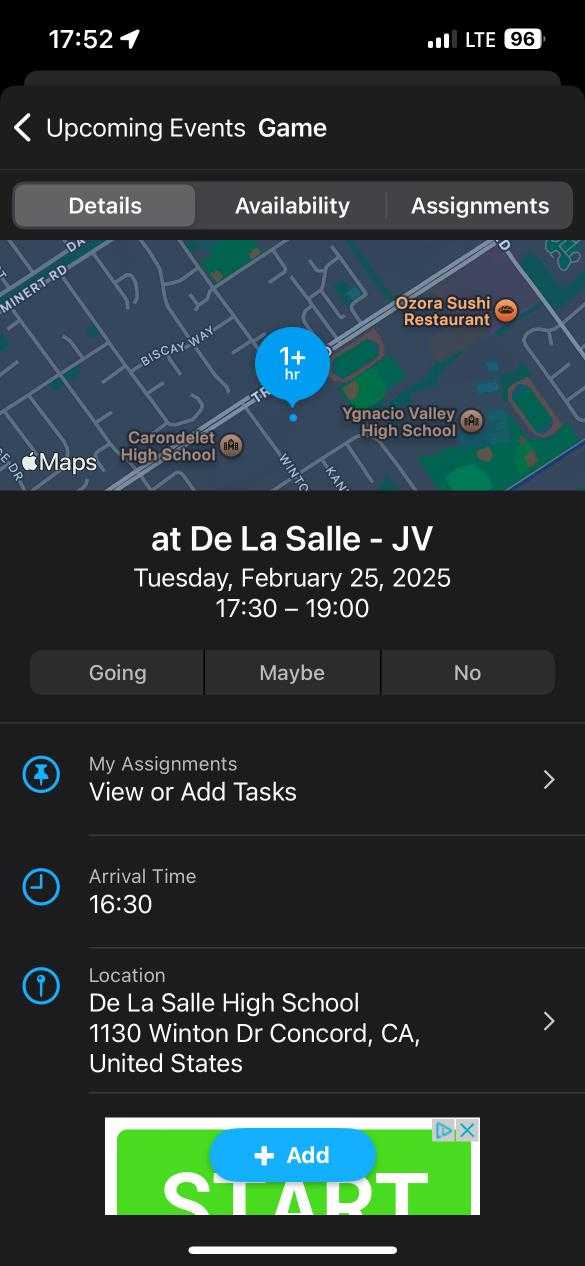 17:52
LTE 96
Upcoming Events Game
Details Availability Assignments
MINERT RD
DA
D
BISCAY WAY
Ozora Sushi
Restaurant
1+
hr
Ygnacio Valley
High School
Carondelet
High School
Maps
WINTO
KAN
at De La Salle - JV
Tuesday, February 25, 2025
17:30 – 19:00
Going Maybe No
My Assignments
View or Add Tasks
Arrival Time
16:30
Location
De La Salle High School
1130 Winton Dr Concord, CA,
United States
+ Add
START